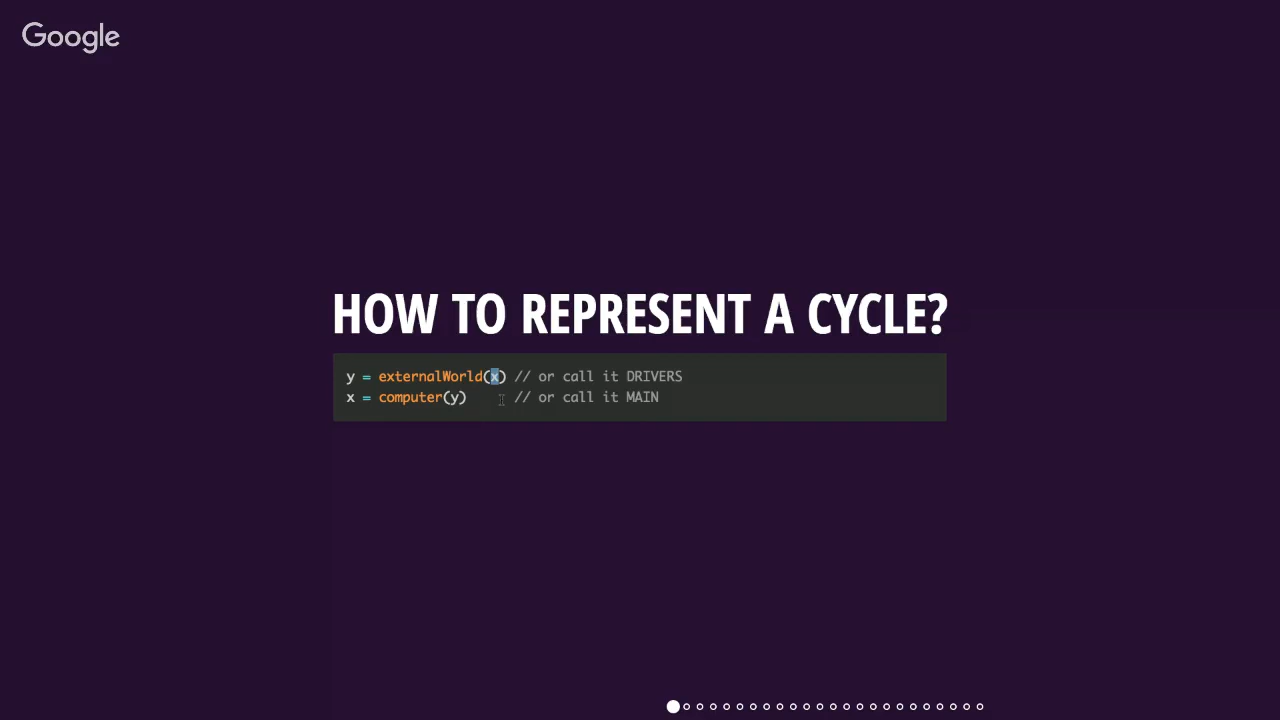 Google
HOW TO REPRESENT A CYCLE?
y = externalWorld(x) // or call it DRIVERS
x = computer(y)      // or call it MAIN